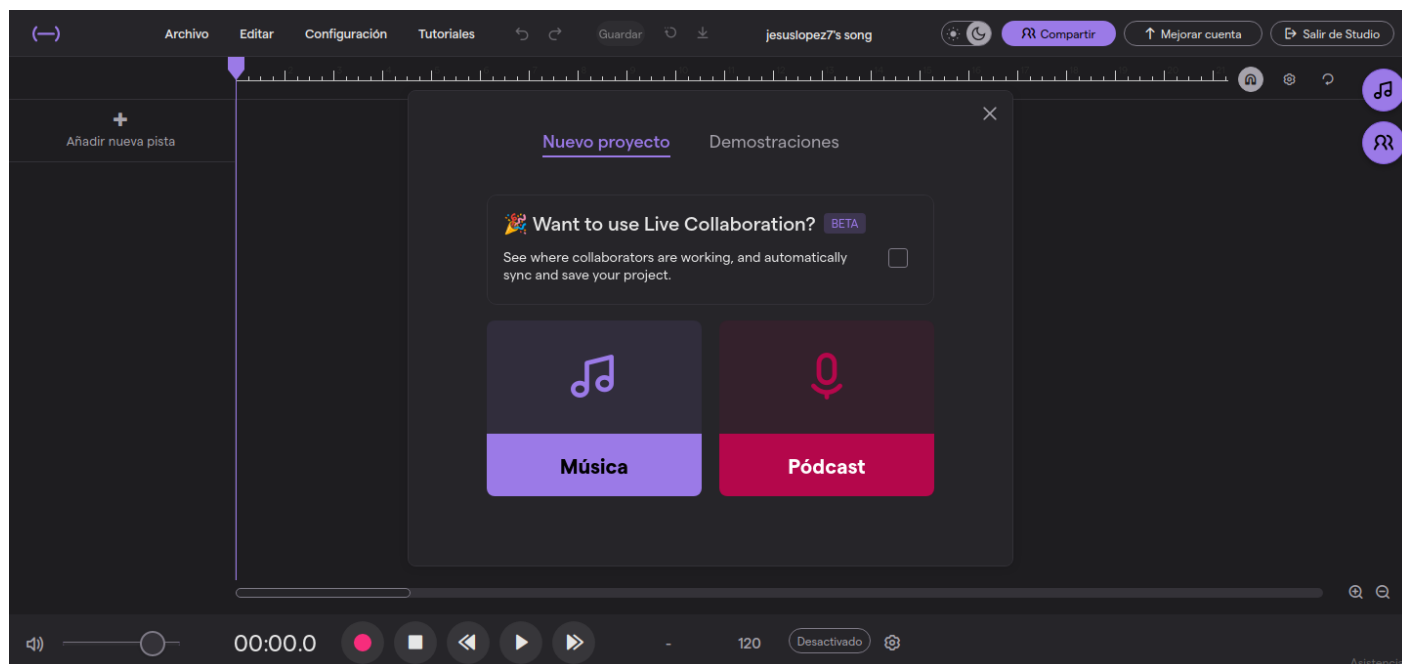 Archivo Editar Configuración Tutoriales Guardar jesuslopez7's song Compartir Mejorar cuenta Salir de Studio
Añadir nueva pista
Nuevo proyecto Demostraciones
Want to use Live Collaboration? BETA
See where collaborators are working, and automatically
sync and save your project.
Música Pódcast
00:00.0 - 120 Desactivado
Asistencia